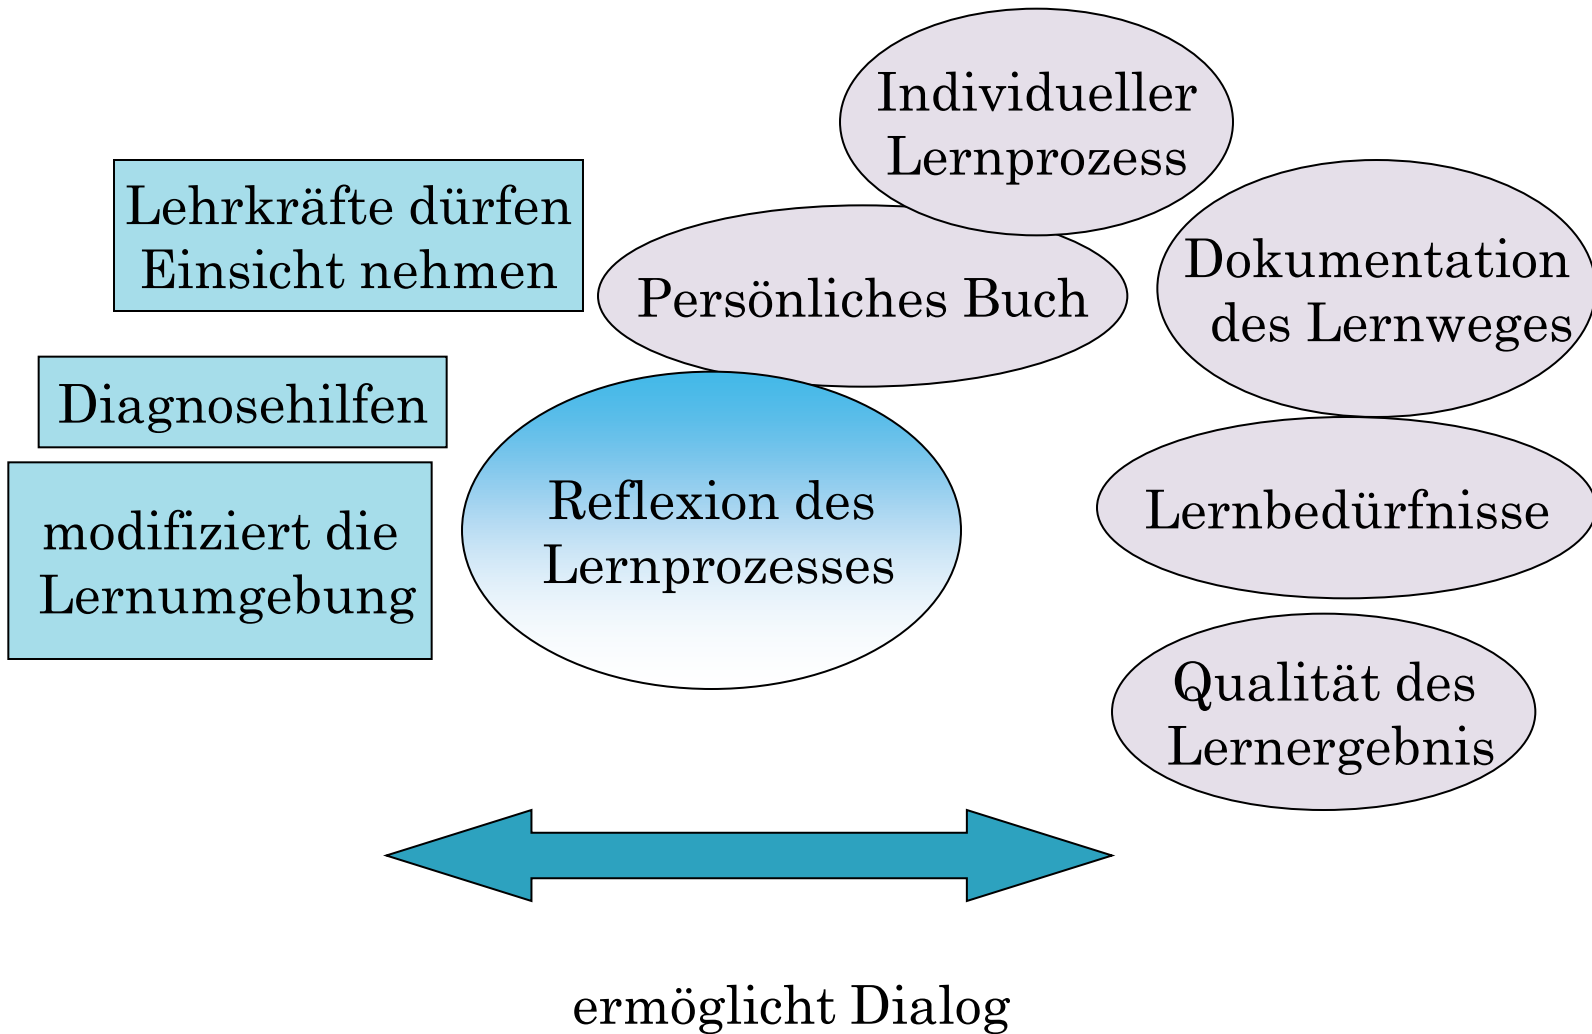 Individueller
Lernprozess
Lehrkräfte dürfen
Einsicht nehmen
Persönliches Buch
Dokumentation
des Lernweges
Diagnosehilfen
modifiziert die
Lernumgebung
Reflexion des
Lernprozesses
Lernbedürfnisse
Qualität des
Lernergebnis
ermöglicht Dialog